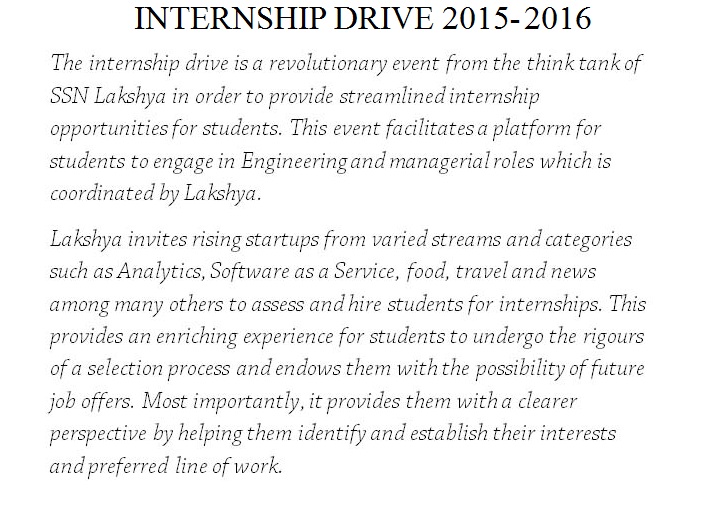 INTERNSHIP DRIVE 2015-2016
The internship drive is a revolutionary event from the think tank of
SSN Lakshya in order to provide streamlined internship
opportunities for students. This event facilitates a platform for
students to engage in Engineering and managerial roles which is
coordinated by Lakshya.
Lakshya invites rising startups from varied streams and categories
such as Analytics, Software as a Service, food, travel and news
among many others to assess and hire students for internships. This
provides an enriching experience for students to undergo the rigours
of a selection process and endows them with the possibility of future
job offers. Most importantly, it provides them with a clearer
perspective by helping them identify and establish their interests
and preferred line of work.